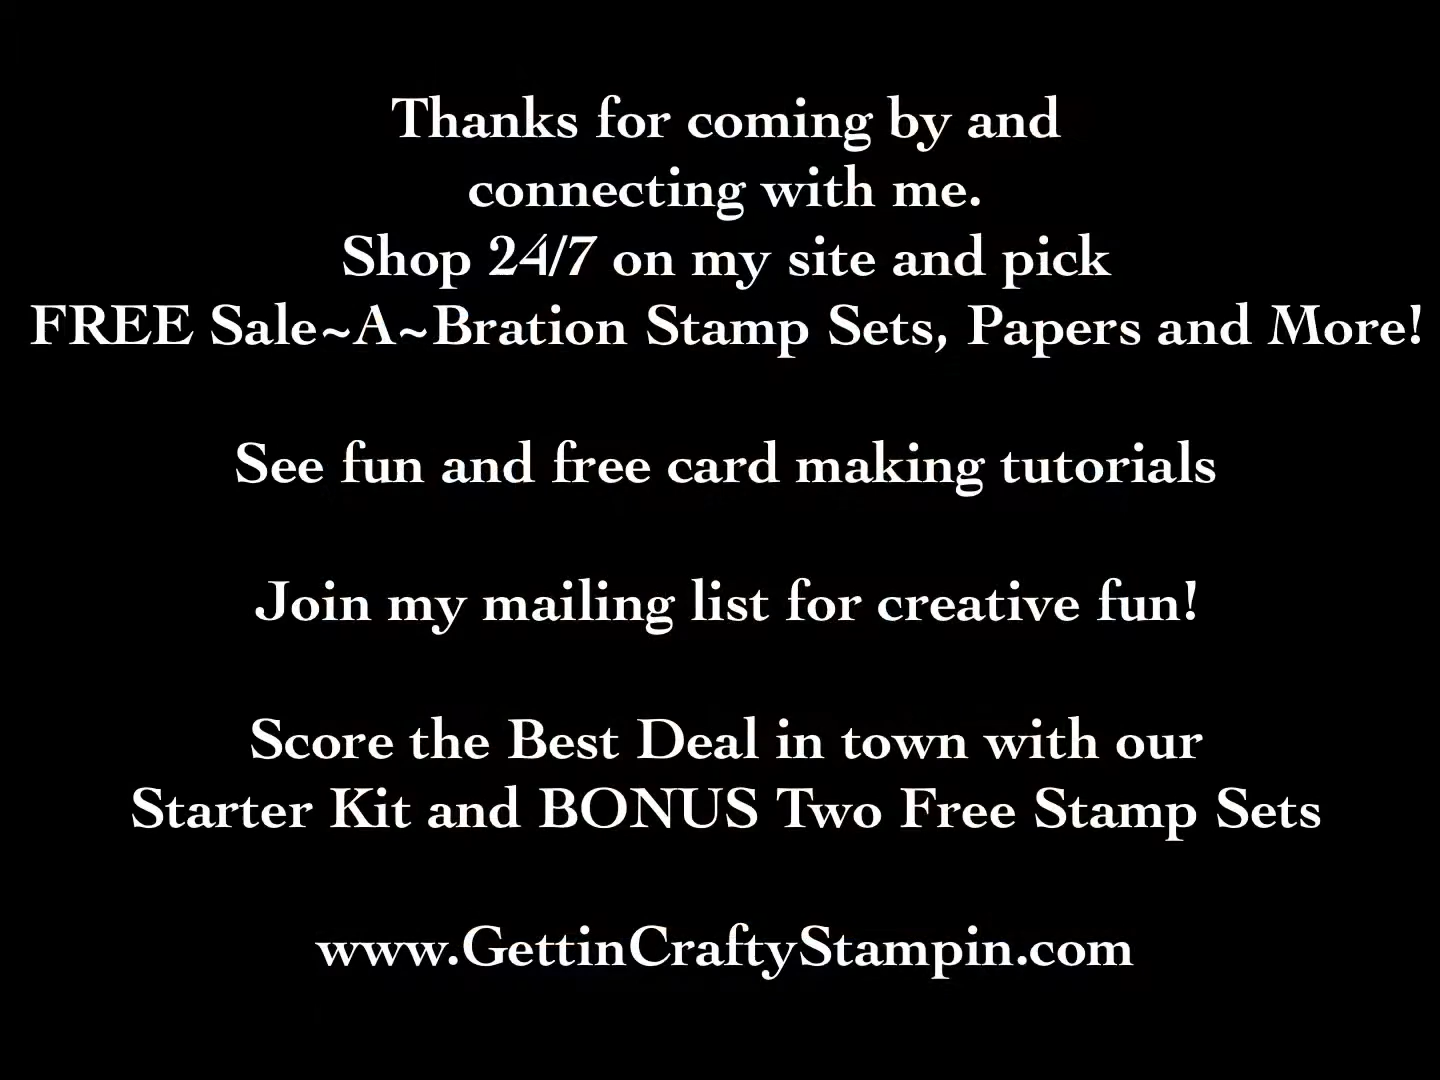 Thanks for coming by and
connecting with me.
Shop 24/7 on my site and pick
FREE Sale~A~Bration Stamp Sets, Papers and More!
See fun and free card making tutorials
Join my mailing list for creative fun!
Score the Best Deal in town with our
Starter Kit and BONUS Two Free Stamp Sets
www.GettinCraftyStampin.com